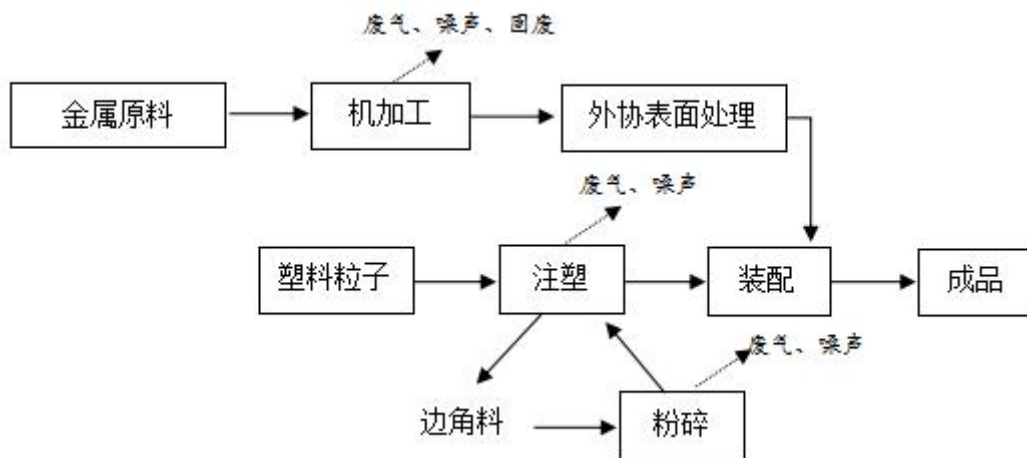 废气、噪声、固废
金属原料
机加工
外协表面处理
废气、噪声
塑料粒子
注塑
装配
成品
废气、噪声
边角料
粉碎